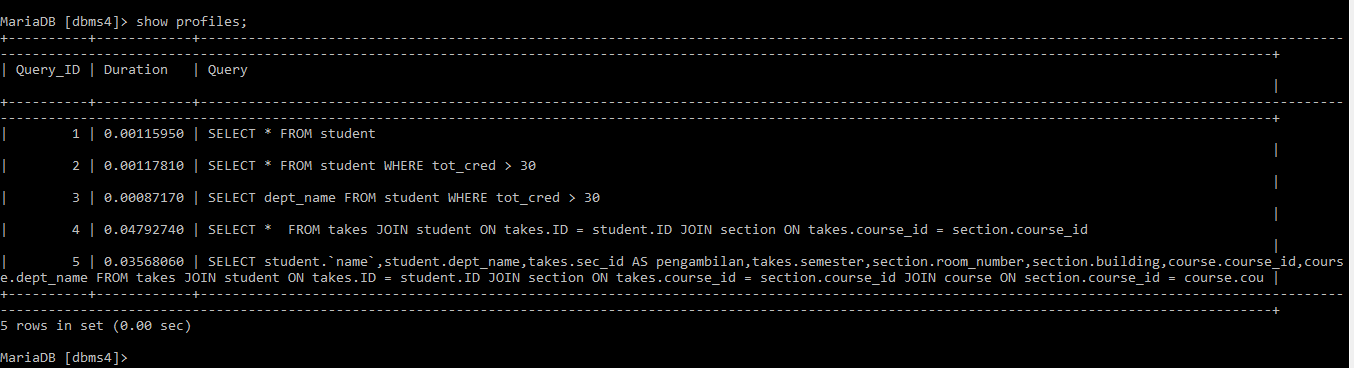 MariaDB [dbms4]> show profiles;
+----------+------------+----------------------------------------------------------------------------------------------------------------------------------------------
---------------------------------------------------------------------------------------------------------------------------------------------------------------+
| Query_ID | Duration   | Query
|
+----------+------------+----------------------------------------------------------------------------------------------------------------------------------------------
---------------------------------------------------------------------------------------------------------------------------------------------------------------+
|        1 | 0.00115950 | SELECT * FROM student
|
|        2 | 0.00117810 | SELECT * FROM student WHERE tot_cred > 30
|
|        3 | 0.00087170 | SELECT dept_name FROM student WHERE tot_cred > 30
|
|        4 | 0.04792740 | SELECT *  FROM takes JOIN student ON takes.ID = student.ID JOIN section ON takes.course_id = section.course_id
|
|        5 | 0.03568060 | SELECT student.`name`,student.dept_name,takes.sec_id AS pengambilan,takes.semester,section.room_number,section.building,course.course_id,cours
e.dept_name FROM takes JOIN student ON takes.ID = student.ID JOIN section ON takes.course_id = section.course_id JOIN course ON section.course_id = course.cou |
+----------+------------+----------------------------------------------------------------------------------------------------------------------------------------------
---------------------------------------------------------------------------------------------------------------------------------------------------------------+
5 rows in set (0.00 sec)
MariaDB [dbms4]>